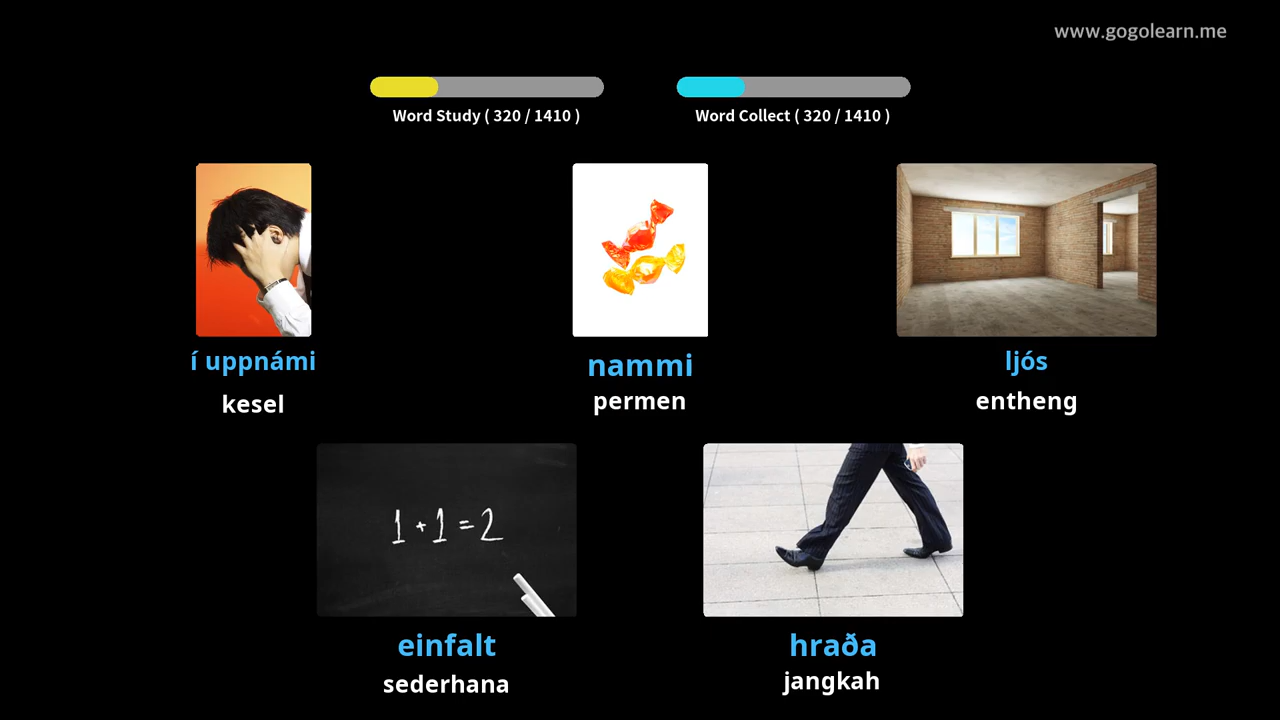 www.gogolearn.me
Word Study ( 320 / 1410 )
Word Collect ( 320 / 1410 )
í uppnámi
kesel
nammi
permen
ljós
entheng
1+1=2
einfalt
sederhana
hraða
jangkah